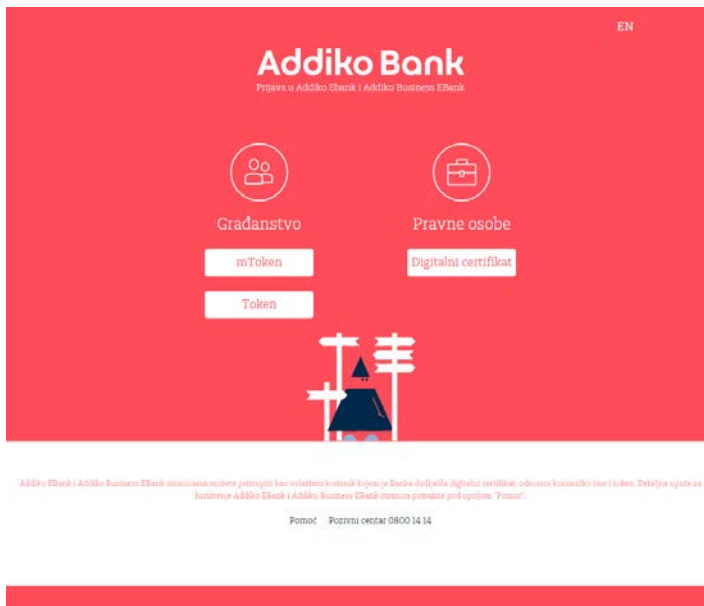 EN
Addiko Bank
Prijava u Addiko Ebank i Addiko Business EBank
Građanstvo
Pravne osobe
mToken
Digitalni certifikat
Token
Addiko EBank i Addiko Business EBank stranicama možete pristupiti kao ovlašteni korisnik kojem je Banka dodijelila digitalni certifikat, odnosno korisničko ime i token. Detaljne upute za
korištenje Addiko EBank i Addiko Business EBank stranica potražite pod opcijom "Pomoć".
Pomoć Pozivni centar 0800 14 14